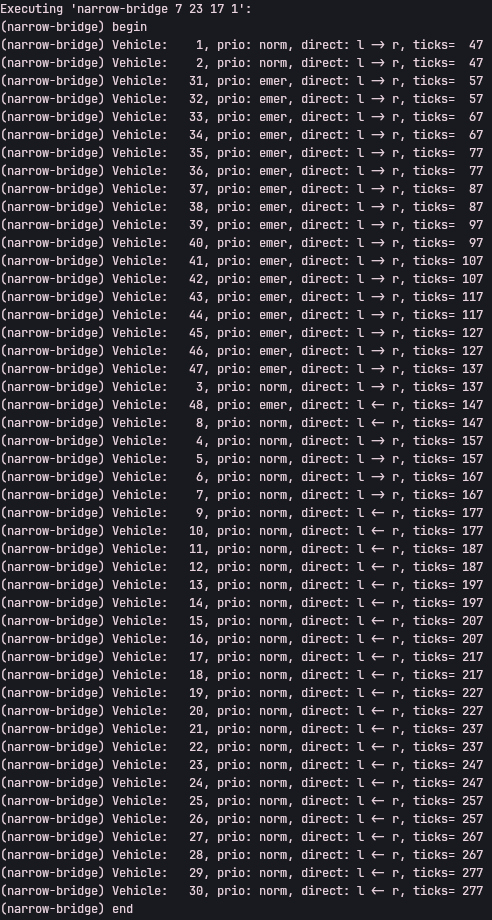 Executing 'narrow-bridge 7 23 17 1':
(narrow-bridge) begin
(narrow-bridge) Vehicle:    1, prio: norm, direct: l -> r, ticks=  47
(narrow-bridge) Vehicle:    2, prio: norm, direct: l -> r, ticks=  47
(narrow-bridge) Vehicle:   31, prio: emer, direct: l -> r, ticks=  57
(narrow-bridge) Vehicle:   32, prio: emer, direct: l -> r, ticks=  57
(narrow-bridge) Vehicle:   33, prio: emer, direct: l -> r, ticks=  67
(narrow-bridge) Vehicle:   34, prio: emer, direct: l -> r, ticks=  67
(narrow-bridge) Vehicle:   35, prio: emer, direct: l -> r, ticks=  77
(narrow-bridge) Vehicle:   36, prio: emer, direct: l -> r, ticks=  77
(narrow-bridge) Vehicle:   37, prio: emer, direct: l -> r, ticks=  87
(narrow-bridge) Vehicle:   38, prio: emer, direct: l -> r, ticks=  87
(narrow-bridge) Vehicle:   39, prio: emer, direct: l -> r, ticks=  97
(narrow-bridge) Vehicle:   40, prio: emer, direct: l -> r, ticks=  97
(narrow-bridge) Vehicle:   41, prio: emer, direct: l -> r, ticks= 107
(narrow-bridge) Vehicle:   42, prio: emer, direct: l -> r, ticks= 107
(narrow-bridge) Vehicle:   43, prio: emer, direct: l -> r, ticks= 117
(narrow-bridge) Vehicle:   44, prio: emer, direct: l -> r, ticks= 117
(narrow-bridge) Vehicle:   45, prio: emer, direct: l -> r, ticks= 127
(narrow-bridge) Vehicle:   46, prio: emer, direct: l -> r, ticks= 127
(narrow-bridge) Vehicle:   47, prio: emer, direct: l -> r, ticks= 137
(narrow-bridge) Vehicle:    3, prio: norm, direct: l -> r, ticks= 137
(narrow-bridge) Vehicle:   48, prio: emer, direct: l <- r, ticks= 147
(narrow-bridge) Vehicle:    8, prio: norm, direct: l <- r, ticks= 147
(narrow-bridge) Vehicle:    4, prio: norm, direct: l -> r, ticks= 157
(narrow-bridge) Vehicle:    5, prio: norm, direct: l -> r, ticks= 157
(narrow-bridge) Vehicle:    6, prio: norm, direct: l -> r, ticks= 167
(narrow-bridge) Vehicle:    7, prio: norm, direct: l -> r, ticks= 167
(narrow-bridge) Vehicle:    9, prio: norm, direct: l <- r, ticks= 177
(narrow-bridge) Vehicle:   10, prio: norm, direct: l <- r, ticks= 177
(narrow-bridge) Vehicle:   11, prio: norm, direct: l <- r, ticks= 187
(narrow-bridge) Vehicle:   12, prio: norm, direct: l <- r, ticks= 187
(narrow-bridge) Vehicle:   13, prio: norm, direct: l <- r, ticks= 197
(narrow-bridge) Vehicle:   14, prio: norm, direct: l <- r, ticks= 197
(narrow-bridge) Vehicle:   15, prio: norm, direct: l <- r, ticks= 207
(narrow-bridge) Vehicle:   16, prio: norm, direct: l <- r, ticks= 207
(narrow-bridge) Vehicle:   17, prio: norm, direct: l <- r, ticks= 217
(narrow-bridge) Vehicle:   18, prio: norm, direct: l <- r, ticks= 217
(narrow-bridge) Vehicle:   19, prio: norm, direct: l <- r, ticks= 227
(narrow-bridge) Vehicle:   20, prio: norm, direct: l <- r, ticks= 227
(narrow-bridge) Vehicle:   21, prio: norm, direct: l <- r, ticks= 237
(narrow-bridge) Vehicle:   22, prio: norm, direct: l <- r, ticks= 237
(narrow-bridge) Vehicle:   23, prio: norm, direct: l <- r, ticks= 247
(narrow-bridge) Vehicle:   24, prio: norm, direct: l <- r, ticks= 247
(narrow-bridge) Vehicle:   25, prio: norm, direct: l <- r, ticks= 257
(narrow-bridge) Vehicle:   26, prio: norm, direct: l <- r, ticks= 257
(narrow-bridge) Vehicle:   27, prio: norm, direct: l <- r, ticks= 267
(narrow-bridge) Vehicle:   28, prio: norm, direct: l <- r, ticks= 267
(narrow-bridge) Vehicle:   29, prio: norm, direct: l <- r, ticks= 277
(narrow-bridge) Vehicle:   30, prio: norm, direct: l <- r, ticks= 277
(narrow-bridge) end